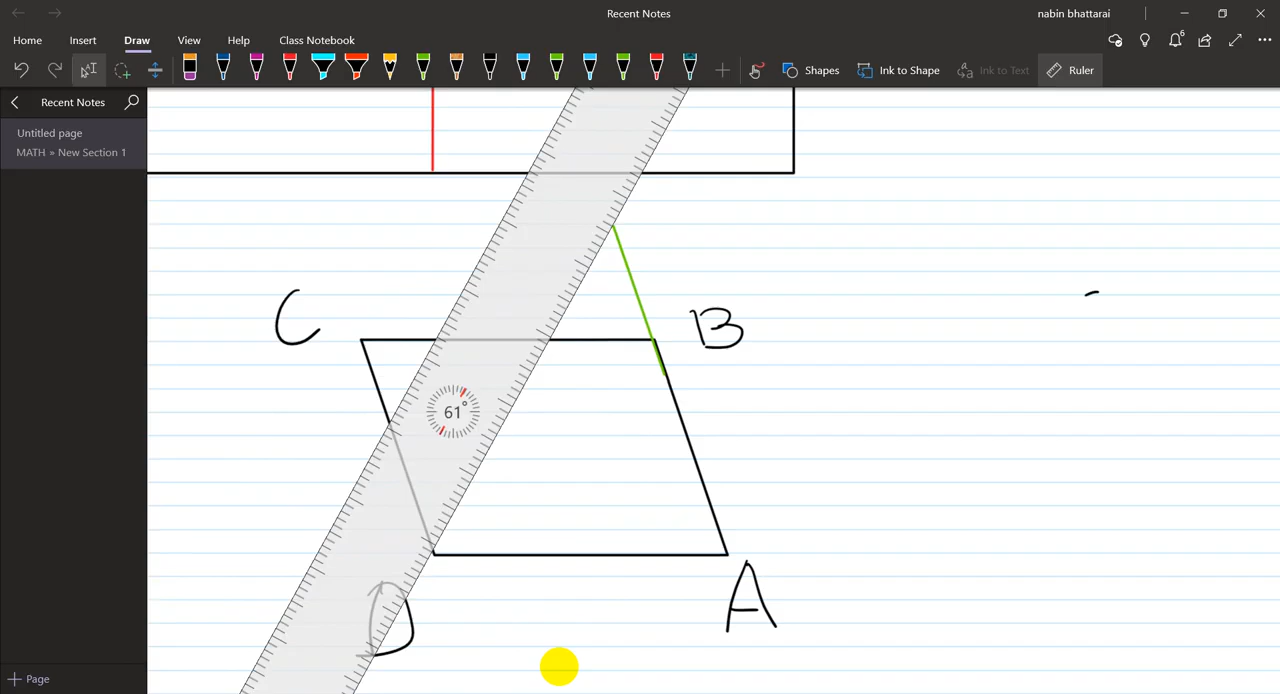 Recent Notes
nabin bhattarai
Home Insert Draw View Help Class Notebook
6
Shapes Ink to Shape Ink to Text Ruler
Recent Notes
Untitled page
MATH » New Section 1
C B
61°
D A
Page